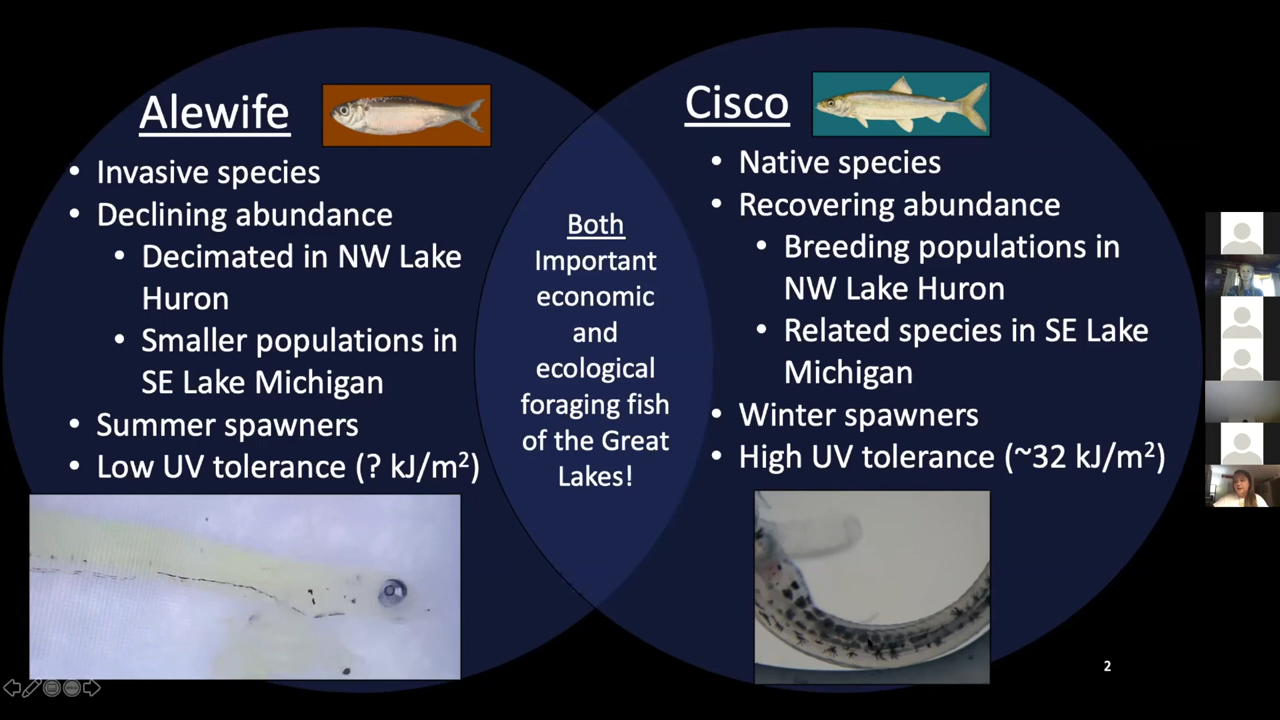 Alewife
• Invasive species
• Declining abundance
• Decimated in NW Lake
Huron
• Smaller populations in
SE Lake Michigan
• Summer spawners
• Low UV tolerance (? kJ/m²)
Both
Important
economic
and
ecological
foraging fish
of the Great
Lakes!
Cisco
• Native species
• Recovering abundance
• Breeding populations in
NW Lake Huron
• Related species in SE Lake
Michigan
• Winter spawners
• High UV tolerance (~32 kJ/m²)
2